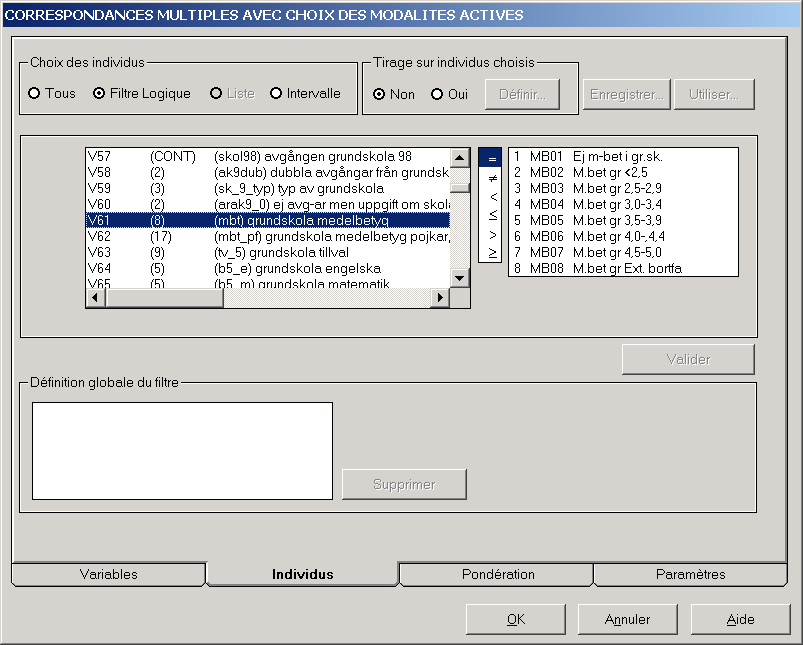 CORRESPONDANCES MULTIPLES AVEC CHOIX DES MODALITES ACTIVES
Choix des individus
Tous Filtre Logique Liste Intervalle
Tirage sur individus choisis
Non Oui Définir...
Enregistrer... Utiliser...
V57 (CONT) (skol98) avgången grundskola 98
V58 (2) (ak9dub) dubbla avgångar från grundsk
V59 (3) (sk_9_typ) typ av grundskola
V60 (2) (arak9_0) ej avg-ar men uppgift om skola
V61 (8) (mbt) grundskola medelbetyg
V62 (17) (mbt_pf) grundskola medelbetyg pojkar,
V63 (9) (tv_5) grundskola tillval
V64 (5) (b5_e) grundskola engelska
V65 (5) (b5_m) grundskola matematik
=
≠
<
≤
>
≥
1 MB01 Ej m-bet i gr.sk.
2 MB02 M.bet gr <2,5
3 MB03 M.bet gr 2,5-2,9
4 MB04 M.bet gr 3,0-3,4
5 MB05 M.bet gr 3,5-3,9
6 MB06 M.bet gr 4,0-,4,4
7 MB07 M.bet gr 4,5-5,0
8 MB08 M.bet gr Ext. bortfa
Valider
Définition globale du filtre
Supprimer
Variables Individus Pondération Paramètres
OK Annuler Aide